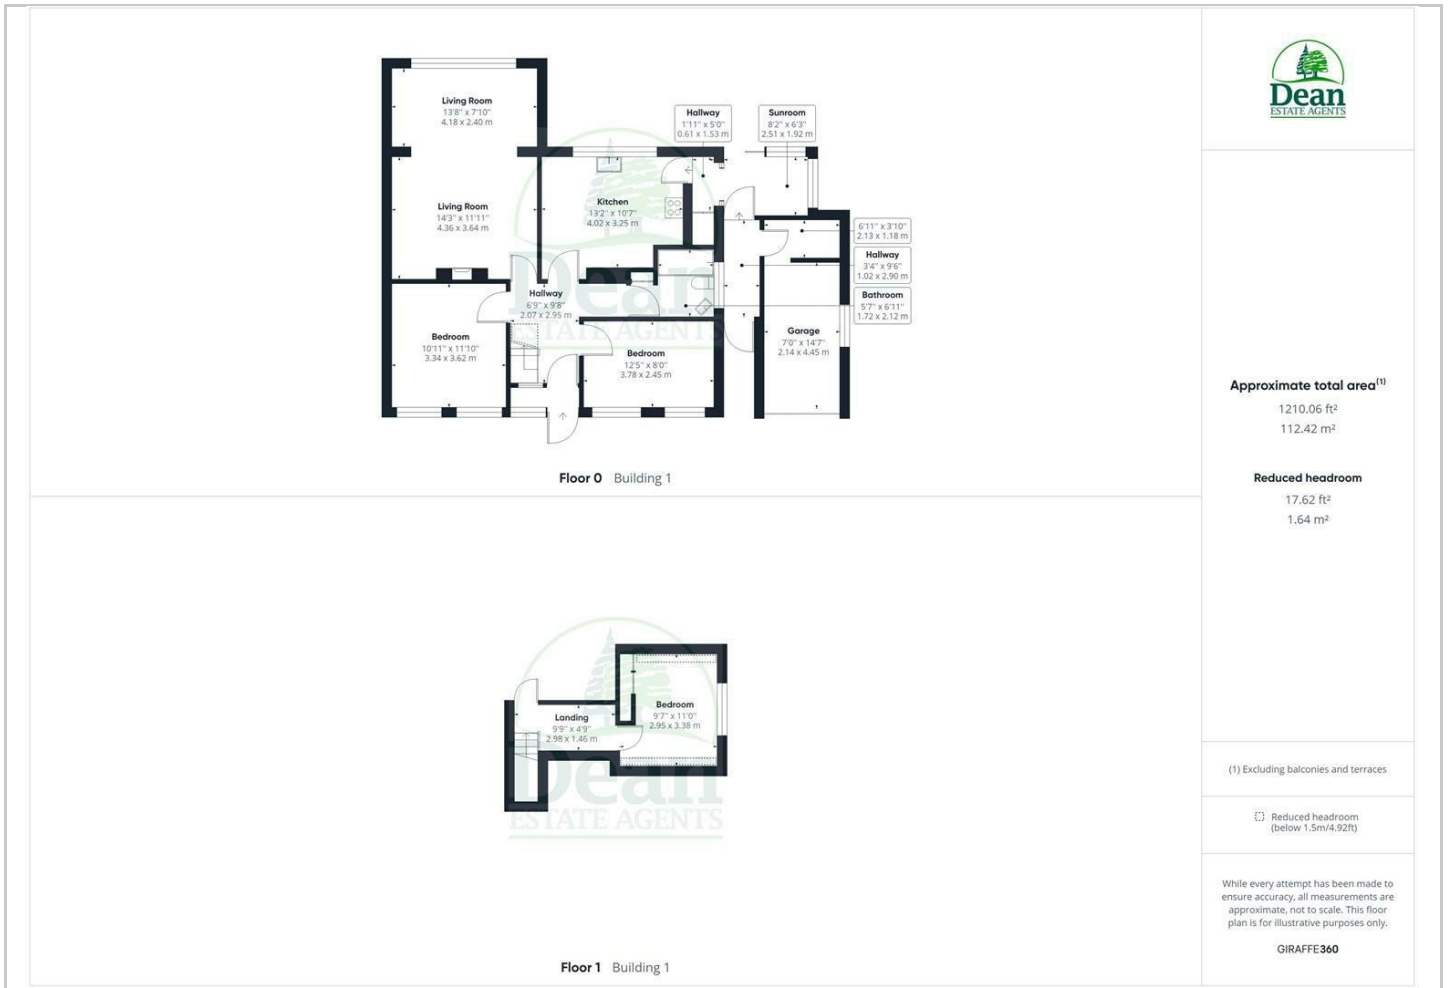 Living Room
13'8" x 7'10"
4.18 x 2.40 m
Hallway
1'11" x 5'0"
0.61 x 1.53 m
Sunroom
8'2" x 6'3"
2.51 x 1.92 m
Living Room
14'3" x 11'11"
4.36 x 3.64 m
Kitchen
13'2" x 10'7"
4.02 x 3.25 m
6'11" x 3'10"
2.13 x 1.18 m
Hallway
3'4" x 9'6"
1.02 x 2.90 m
Bathroom
5'7" x 6'11"
1.72 x 2.12 m
Hallway
6'9" x 9'8"
2.07 x 2.95 m
Bedroom
10'11" x 11'10"
3.34 x 3.62 m
Bedroom
12'5" x 8'0"
3.78 x 2.45 m
Garage
7'0" x 14'7"
2.14 x 4.45 m
Dean
ESTATE AGENTS
Floor 0 Building 1
Landing
9'9" x 4'9"
2.98 x 1.46 m
Bedroom
9'7" x 11'0"
2.95 x 3.38 m
Dean
ESTATE AGENTS
Floor 1 Building 1
Dean
ESTATE AGENTS
Approximate total area(1)
1210.06 ft²
112.42 m²
Reduced headroom
17.62 ft²
1.64 m²
(1) Excluding balconies and terraces
Reduced headroom
(below 1.5m/4.92ft)
While every attempt has been made to
ensure accuracy, all measurements are
approximate, not to scale. This floor
plan is for illustrative purposes only.
GIRAFFE360